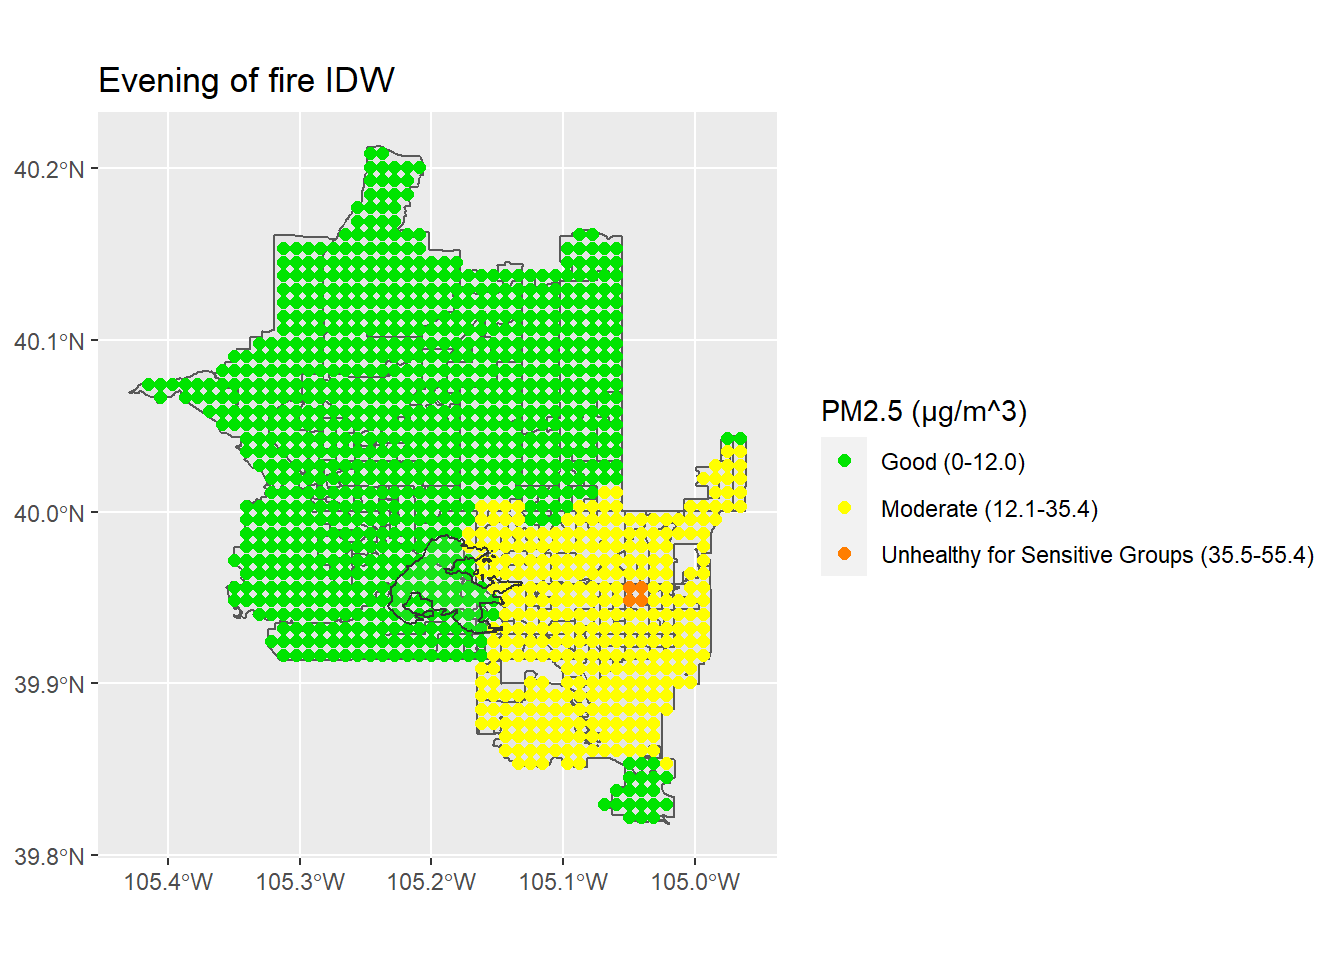 Evening of fire IDW
40.2°N
40.1°N
40.0°N
39.9°N
39.8°N
105.4°W 105.3°W 105.2°W 105.1°W 105.0°W
PM2.5 (µg/m^3)
Good (0-12.0)
Moderate (12.1-35.4)
Unhealthy for Sensitive Groups (35.5-55.4)